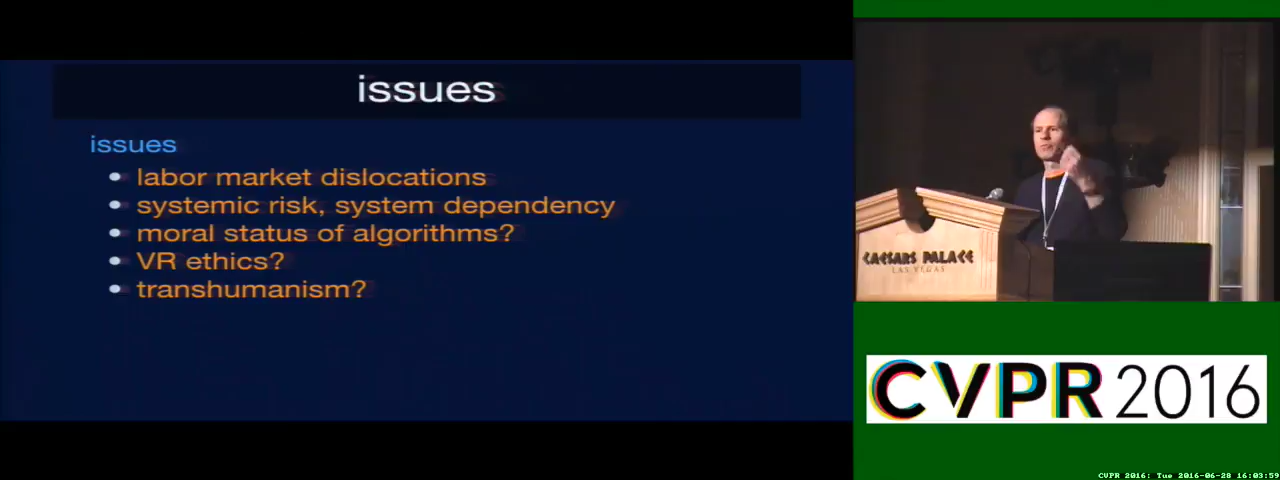 issues
issues
labor market dislocations
systemic risk, system dependency
moral status of algorithms?
VR ethics?
transhumanism?
CAESARS PALACE
LAS VEGAS
CVPR 2016
CVPR 2016: Tue 2016-06-28 16:03:59